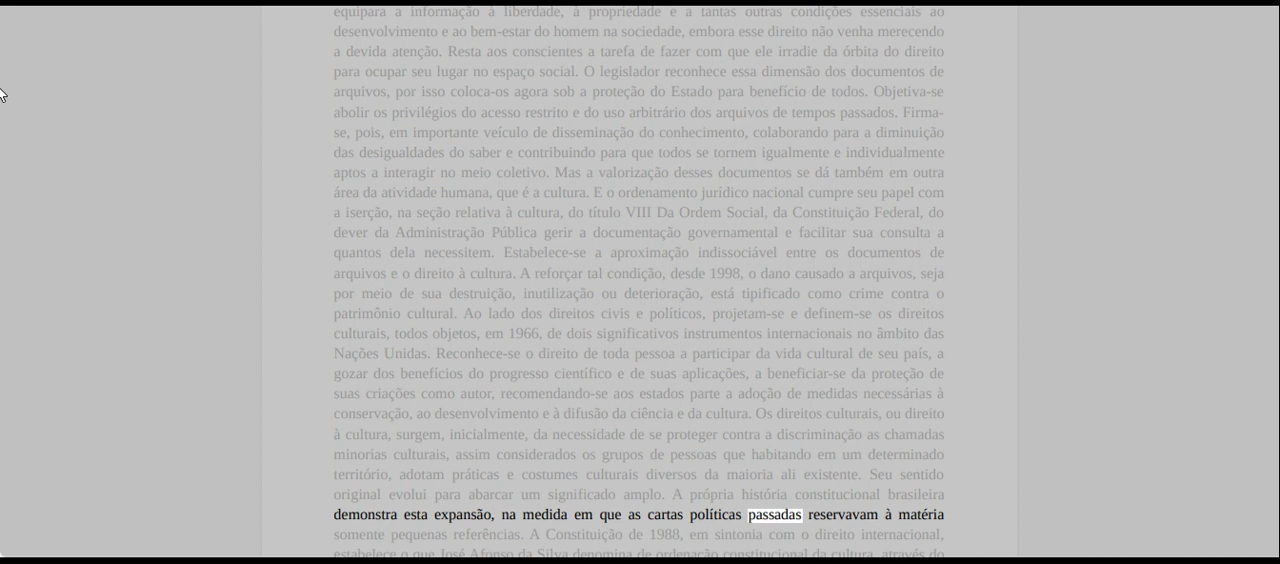 equipara a informação à liberdade, à propriedade e a tantas outras condições essenciais ao
desenvolvimento e ao bem-estar do homem na sociedade, embora esse direito não venha merecendo
a devida atenção. Resta aos conscientes a tarefa de fazer com que ele irradie da órbita do direito
para ocupar seu lugar no espaço social. O legislador reconhece essa dimensão dos documentos de
arquivos, por isso coloca-os agora sob a proteção do Estado para benefício de todos. Objetiva-se
abolir os privilégios do acesso restrito e do uso arbitrário dos arquivos de tempos passados. Firma-
se, pois, em importante veículo de disseminação do conhecimento, colaborando para a diminuição
das desigualdades do saber e contribuindo para que todos se tornem igualmente e individualmente
aptos a interagir no meio coletivo. Mas a valorização desses documentos se dá também em outra
área da atividade humana, que é a cultura. E o ordenamento jurídico nacional cumpre seu papel com
a iserção, na seção relativa à cultura, do título VIII Da Ordem Social, da Constituição Federal, do
dever da Administração Pública gerir a documentação governamental e facilitar sua consulta a
quantos dela necessitem. Estabelece-se a aproximação indissociável entre os documentos de
arquivos e o direito à cultura. A reforçar tal condição, desde 1998, o dano causado a arquivos, seja
por meio de sua destruição, inutilização ou deterioração, está tipificado como crime contra o
patrimônio cultural. Ao lado dos direitos civis e políticos, projetam-se e definem-se os direitos
culturais, todos objetos, em 1966, de dois significativos instrumentos internacionais no âmbito das
Nações Unidas. Reconhece-se o direito de toda pessoa a participar da vida cultural de seu país, a
gozar dos benefícios do progresso científico e de suas aplicações, a beneficiar-se da proteção de
suas criações como autor, recomendando-se aos estados parte a adoção de medidas necessárias à
conservação, ao desenvolvimento e à difusão da ciência e da cultura. Os direitos culturais, ou direito
à cultura, surgem, inicialmente, da necessidade de se proteger contra a discriminação as chamadas
minorias culturais, assim considerados os grupos de pessoas que habitando em um determinado
território, adotam práticas e costumes culturais diversos da maioria ali existente. Seu sentido
original evolui para abarcar um significado amplo. A própria história constitucional brasileira
demonstra esta expansão, na medida em que as cartas políticas passadas reservavam à matéria
somente pequenas referências. A Constituição de 1988, em sintonia com o direito internacional,
estabelece o que José Afonso da Silva denomina de ordenação constitucional da cultura, através do